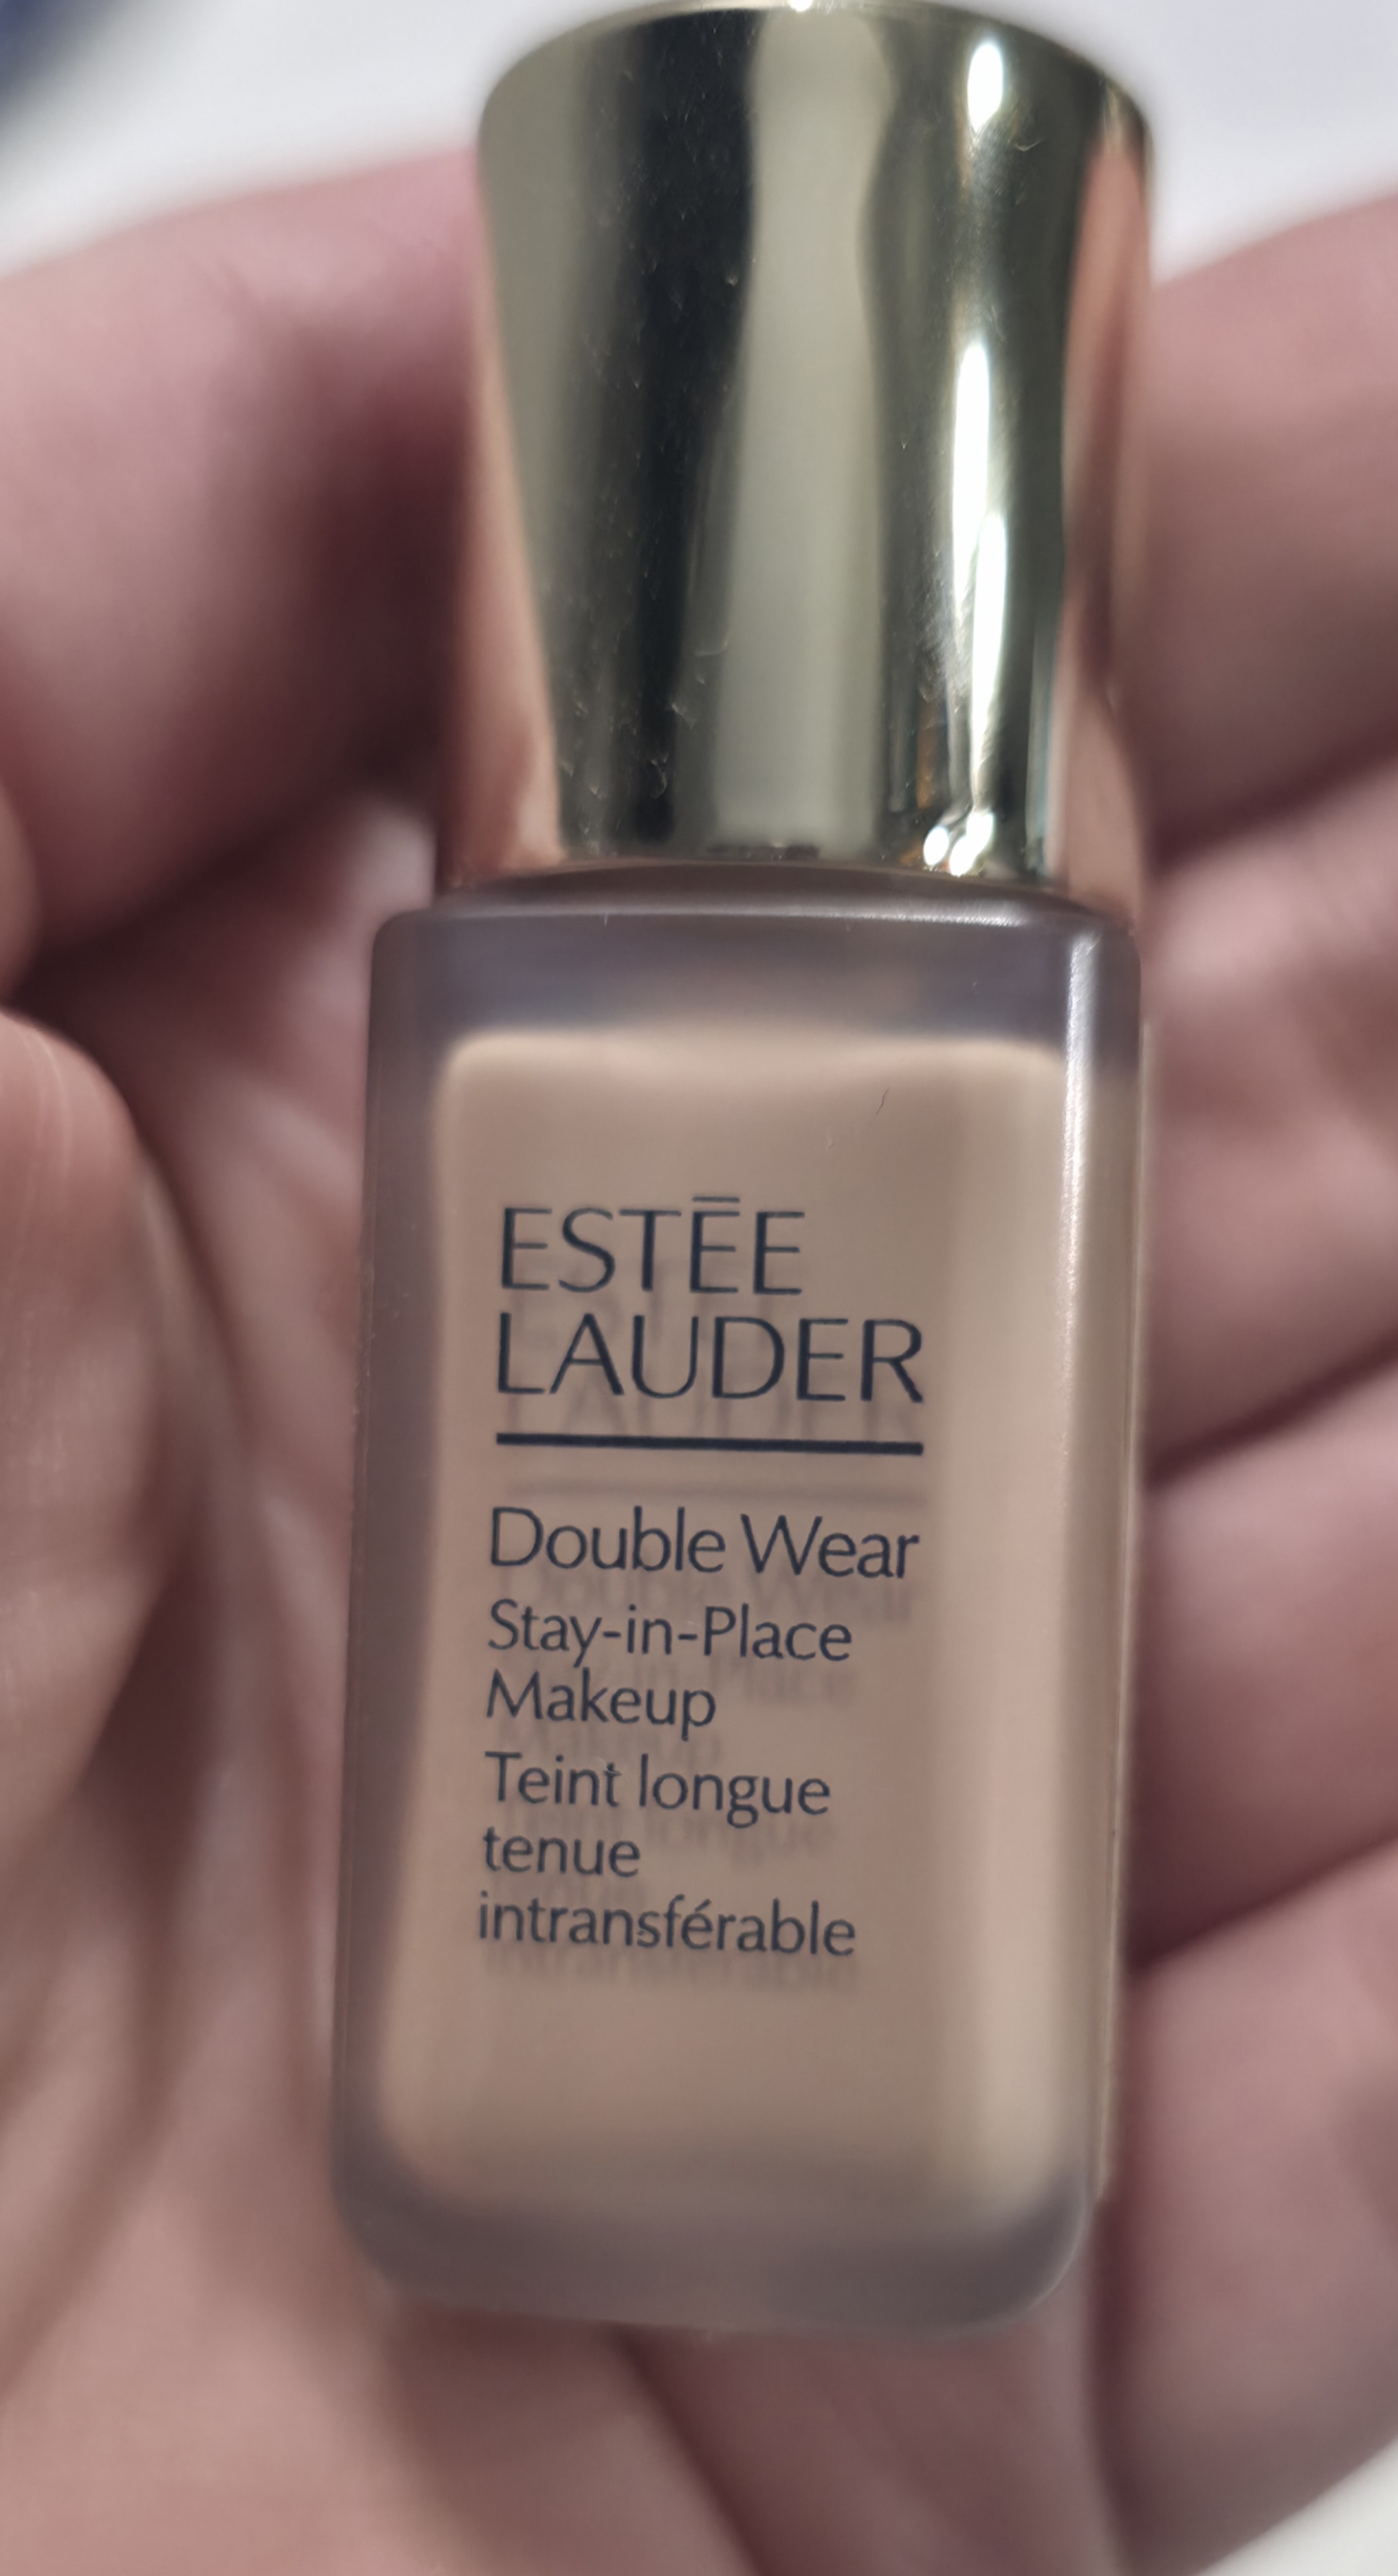 ESTĒE
LAUDER
Double Wear
Stay-in-Place
Makeup
Teint longue
tenue
intransférable